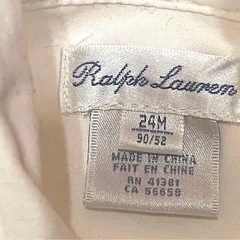 Ralph Lauren
24M
90/52
MADE IN CHINA
FAIT EN CHINE
RN 41381
CA 56658